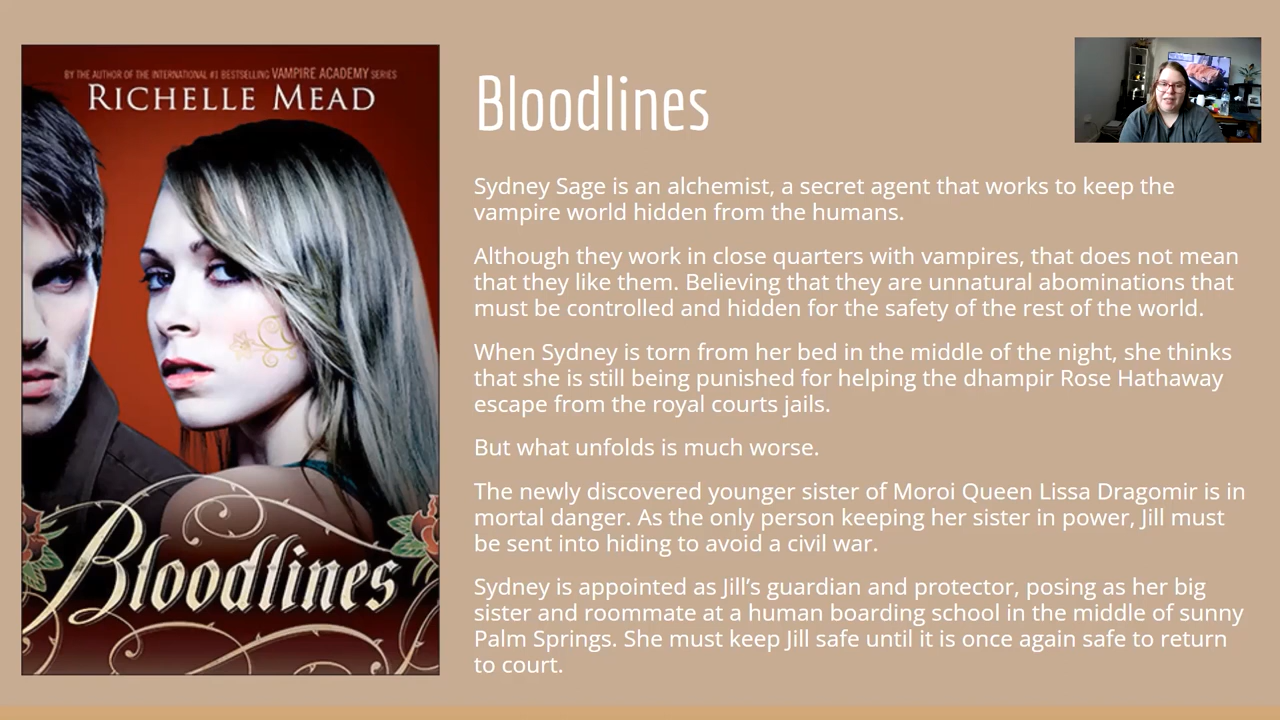 BY THE AUTHOR OF THE INTERNATIONAL #1 BESTSELLING VAMPIRE ACADEMY SERIES
RICHELLE MEAD
Bloodlines
Bloodlines
Sydney Sage is an alchemist, a secret agent that works to keep the
vampire world hidden from the humans.
Although they work in close quarters with vampires, that does not mean
that they like them. Believing that they are unnatural abominations that
must be controlled and hidden for the safety of the rest of the world.
When Sydney is torn from her bed in the middle of the night, she thinks
that she is still being punished for helping the dhampir Rose Hathaway
escape from the royal courts jails.
But what unfolds is much worse.
The newly discovered younger sister of Moroi Queen Lissa Dragomir is in
mortal danger. As the only person keeping her sister in power, Jill must
be sent into hiding to avoid a civil war.
Sydney is appointed as Jill’s guardian and protector, posing as her big
sister and roommate at a human boarding school in the middle of sunny
Palm Springs. She must keep Jill safe until it is once again safe to return
to court.